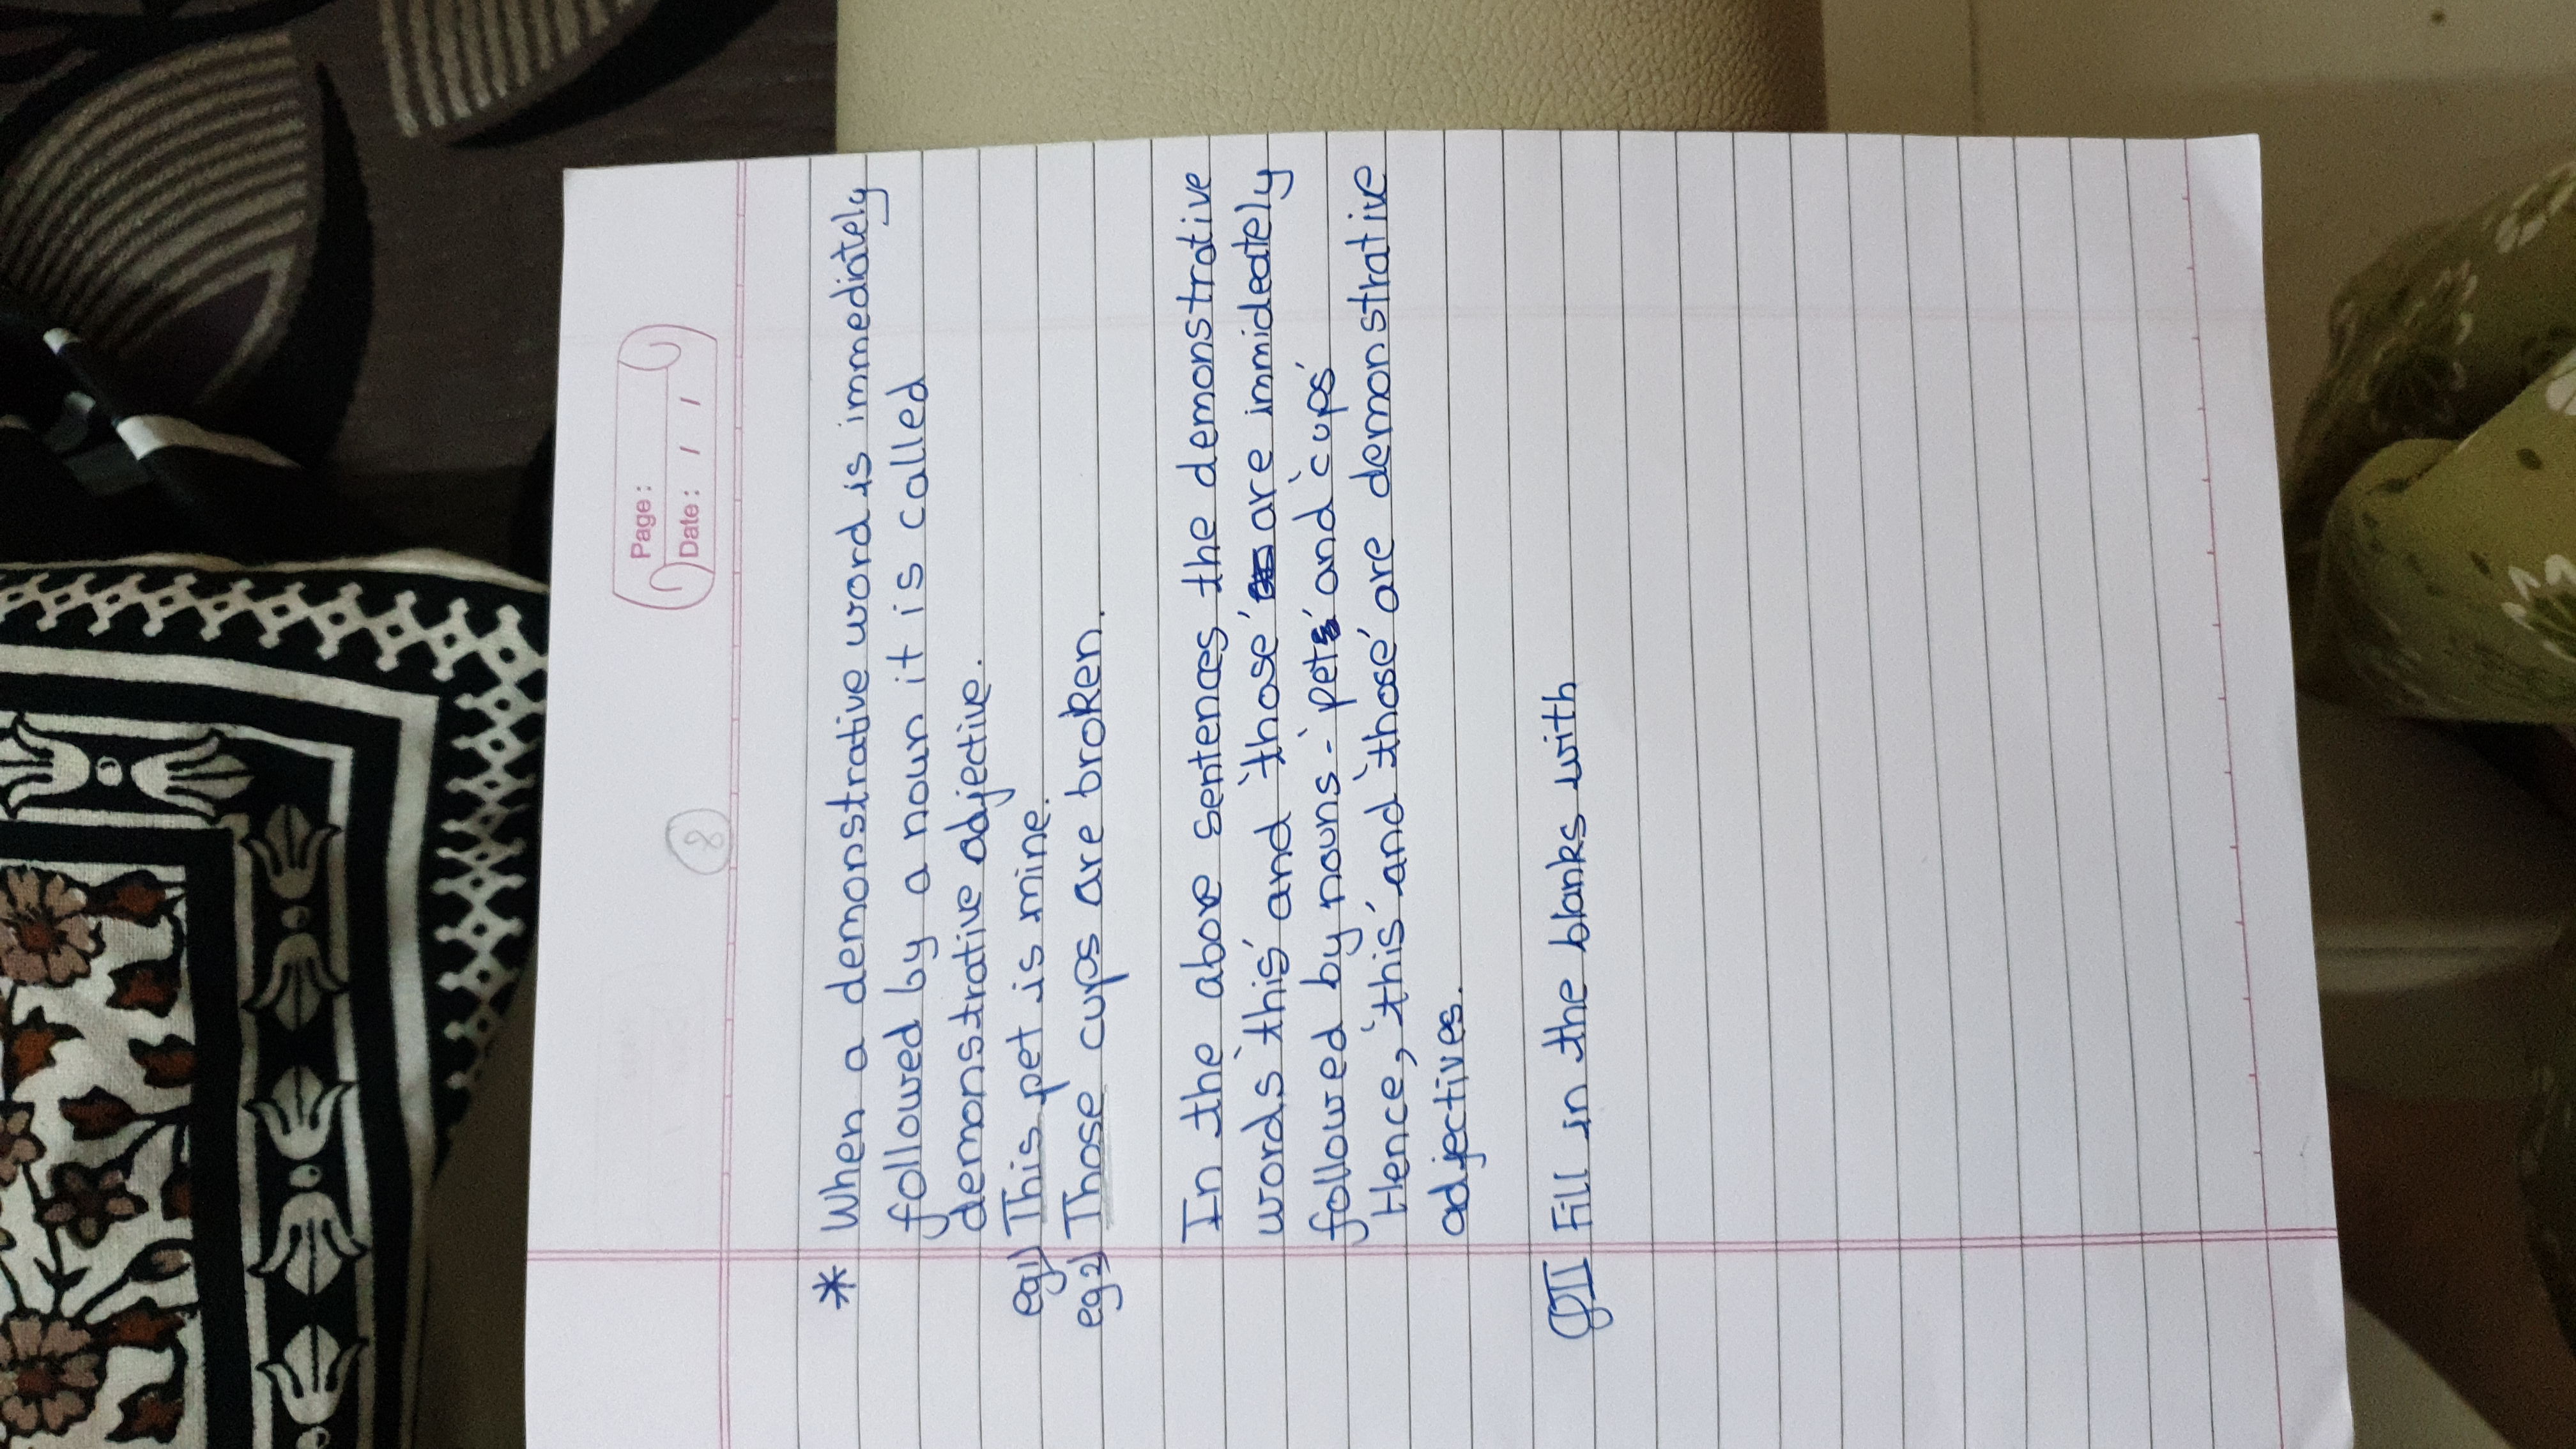 Page :
Date : / /
8
* When a demonstrative word is immediately
followed by a noun it is called
demonstrative adjective.
eg1) This pet is mine.
eg2) Those cups are broken.
In the above sentences the demonstrative
words 'this' and 'those' are immideately
followed by nouns - 'pet' and 'cups'
Hence, 'this' and 'those' are demonstrative
adjectives.
QII Fill in the blanks with